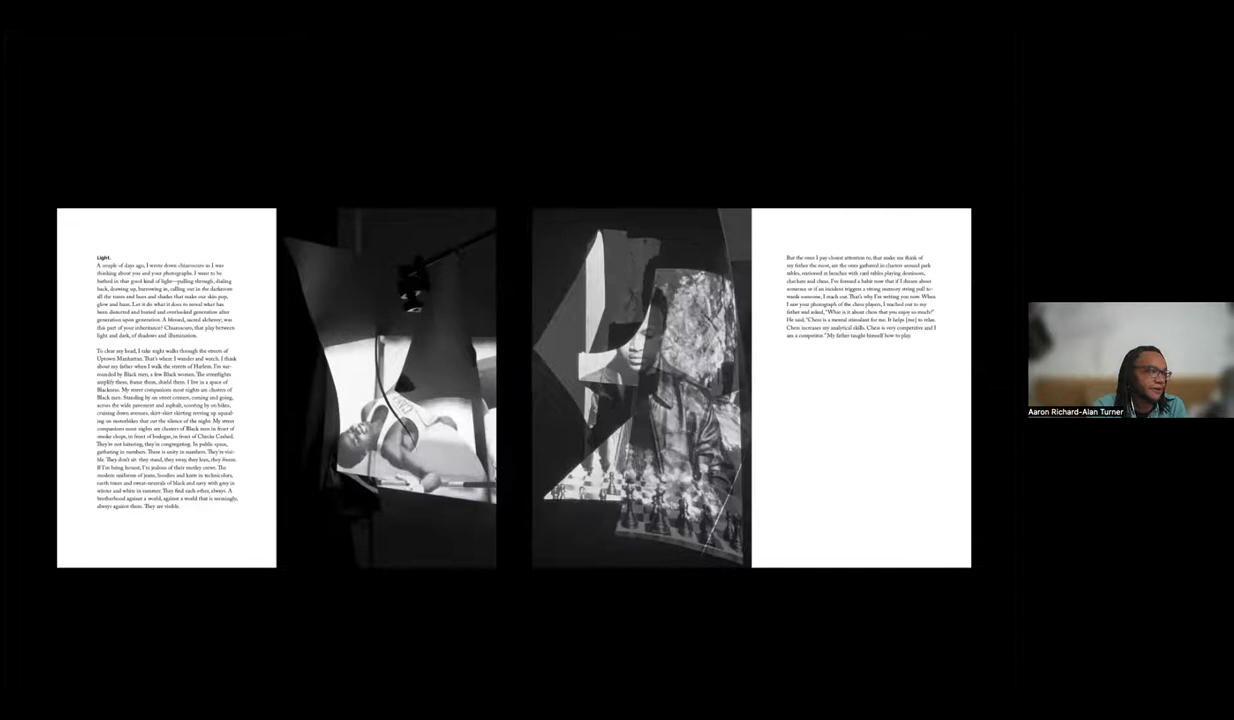 Light.
A couple of days ago, I wrote down chiaroscuro as I was
thinking about you and your photographs. I want to be
bathed in that good kind of light—pulling through, dialing
back, drawing up, burrowing in, calling out in the darkroom
all the tones and hues and shades that make our skin pop,
glow and hum. Let it do what it does to reveal what has
been distorted and buried and overlooked generation after
generation upon generation. A blessed, sacred alchemy; was
this part of your inheritance? Chiaroscuro, that play between
light and dark, of shadows and illumination.
To clear my head, I take night walks through the streets of
Uptown Manhattan. That's where I wander and watch. I think
about my father when I walk the streets of Harlem. I'm sur-
rounded by Black men, a few Black women. The streetlights
amplify them, frame them, shield them. I live in a space of
Blackness. My street companions most nights are clusters of
Black men. Standing on street corners, coming and going,
across the wide pavement and asphalt, scooting by on bikes,
cruising down avenues, skirt-skirt skirting revving up squeal-
ing on motorbikes that cut the silence of the night. My street
companions most nights are clusters of Black men in front of
smoke shops, in front of bodegas, in front of Checks Cashed.
They're not loitering, they're congregating. In public space,
gathering in numbers. There is unity in numbers. They're visi-
ble. They don't sit: they stand, they sway, they lean, they freeze.
If I'm being honest, I'm jealous of their motley crews. The
modern uniforms of jeans, hoodies and knits in technicolors,
earth tones and sweat-neutrals of black and navy with grey in
winter and white in summer. They find each other, always. A
brotherhood against a world, against a world that is seemingly,
always against them. They are visible.
But the ones I pay closest attention to, that make me think of
my father the most, are the ones gathered in clusters around park
tables, stationed in benches with card tables playing dominoes,
checkers and chess. I've formed a habit now that if I dream about
someone or if an incident triggers a strong memory string pull to-
wards someone, I reach out. That's why I'm writing you now. When
I saw your photograph of the chess players, I reached out to my
father and asked, "What is it about chess that you enjoy so much?"
He said, "Chess is a mental stimulant for me. It helps [me] to relax.
Chess increases my analytical skills. Chess is very competitive and I
am a competitor." My father taught himself how to play.
Aaron Richard-Alan Turner